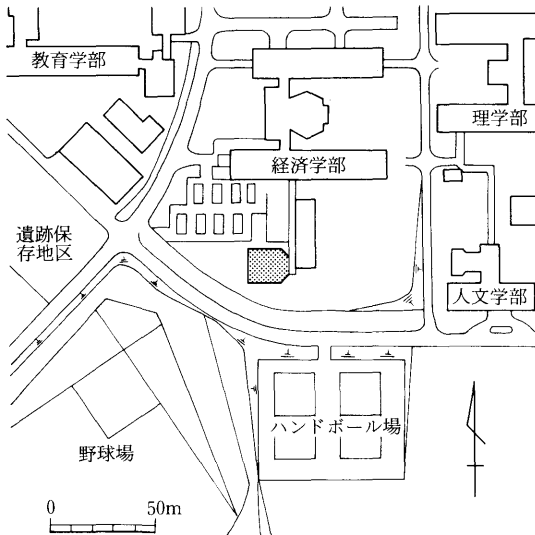 教育学部
理学部
経済学部
遺跡保
存地区
人文学部
ハンドボール場
野球場
0 50m